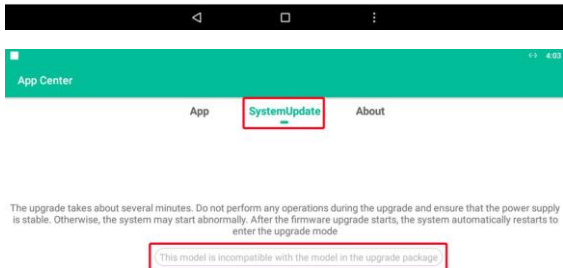 4:03
App Center
App SystemUpdate About
The upgrade takes about several minutes. Do not perform any operations during the upgrade and ensure that the power supply
is stable. Otherwise, the system may start abnormally. After the firmware upgrade starts, the system automatically restarts to
enter the upgrade mode
This model is incompatible with the model in the upgrade package